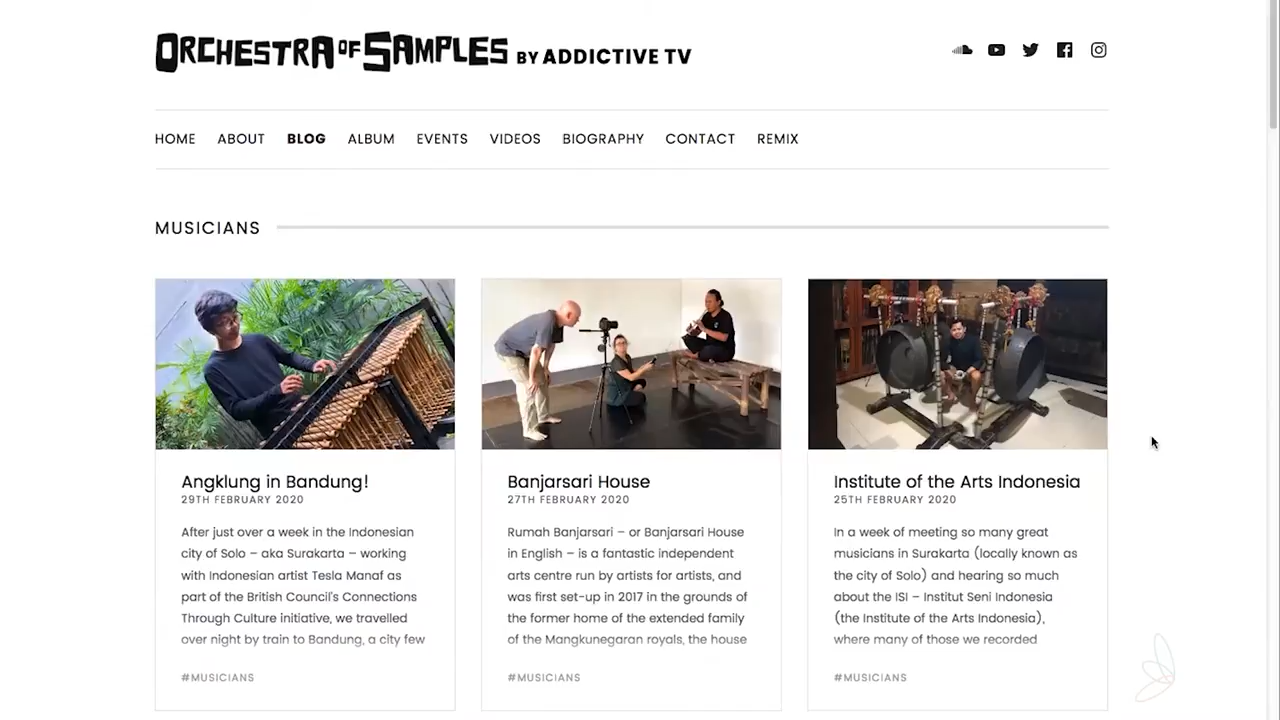 ORCHESTRA OF SAMPLES BY ADDICTIVE TV
HOME ABOUT BLOG ALBUM EVENTS VIDEOS BIOGRAPHY CONTACT REMIX
MUSICIANS
Angklung in Bandung!
29TH FEBRUARY 2020
After just over a week in the Indonesian
city of Solo – aka Surakarta – working
with Indonesian artist Tesla Manaf as
part of the British Council's Connections
Through Culture initiative, we travelled
over night by train to Bandung, a city few
#MUSICIANS
Banjarsari House
27TH FEBRUARY 2020
Rumah Banjarsari – or Banjarsari House
in English – is a fantastic independent
arts centre run by artists for artists, and
was first set-up in 2017 in the grounds of
the former home of the extended family
of the Mangkunegaran royals, the house
#MUSICIANS
Institute of the Arts Indonesia
25TH FEBRUARY 2020
In a week of meeting so many great
musicians in Surakarta (locally known as
the city of Solo) and hearing so much
about the ISI – Institut Seni Indonesia
(the Institute of the Arts Indonesia),
where many of those we recorded
#MUSICIANS